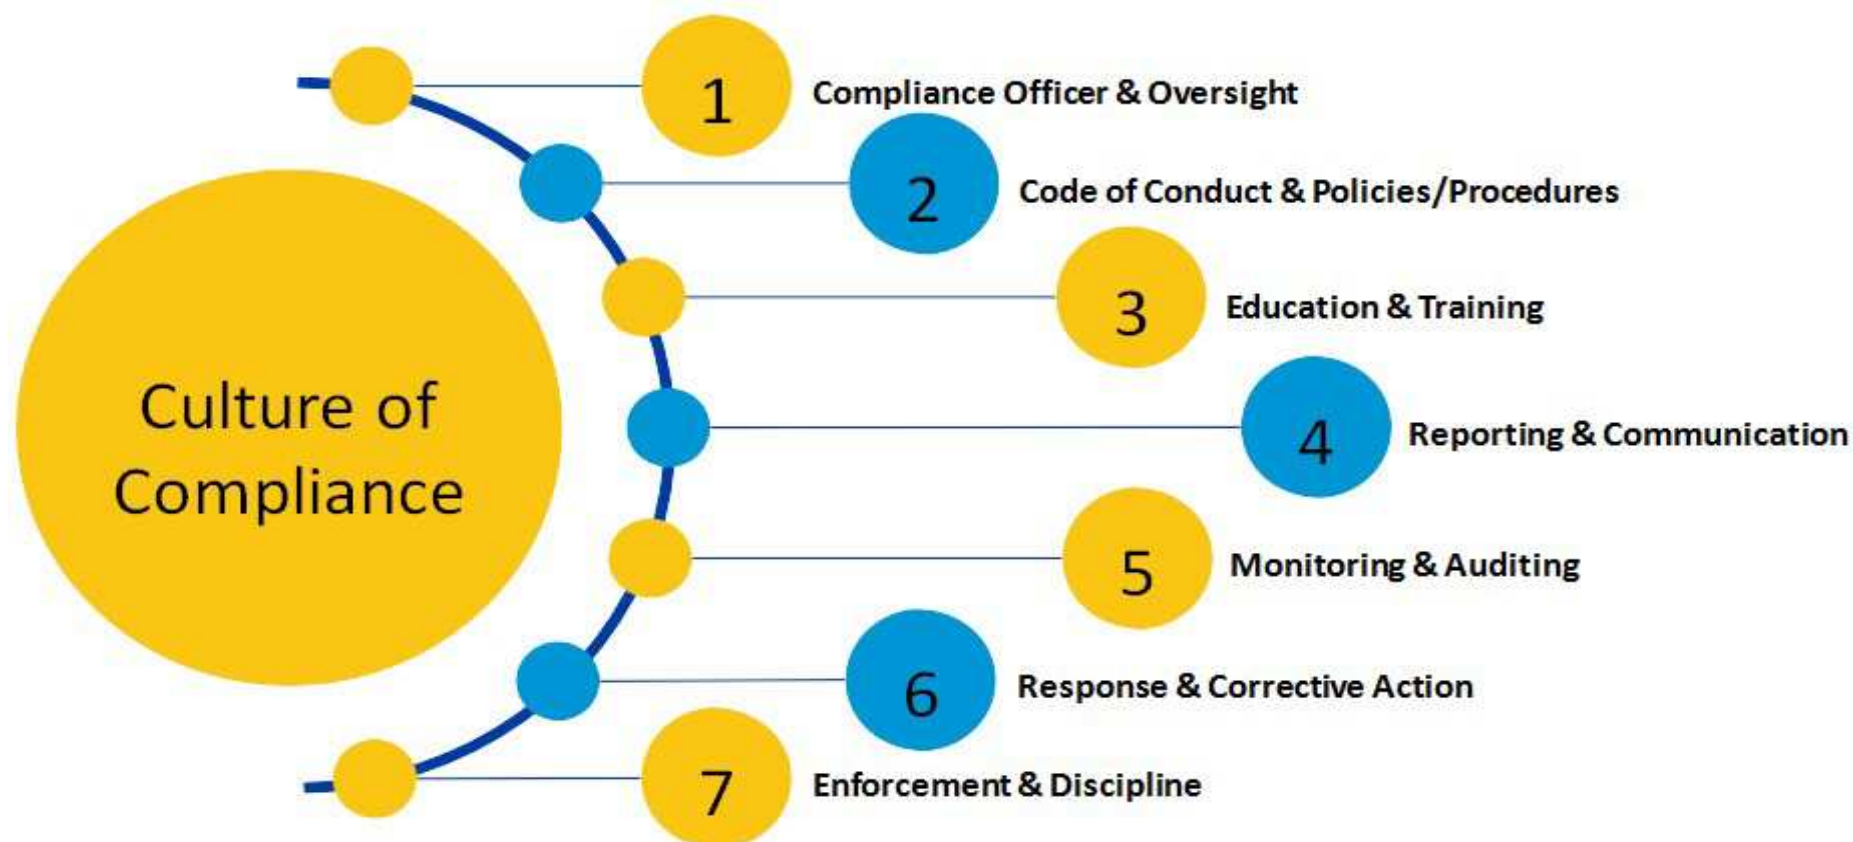 Culture of
Compliance
1 Compliance Officer & Oversight
2 Code of Conduct & Policies/Procedures
3 Education & Training
4 Reporting & Communication
5 Monitoring & Auditing
6 Response & Corrective Action
7 Enforcement & Discipline